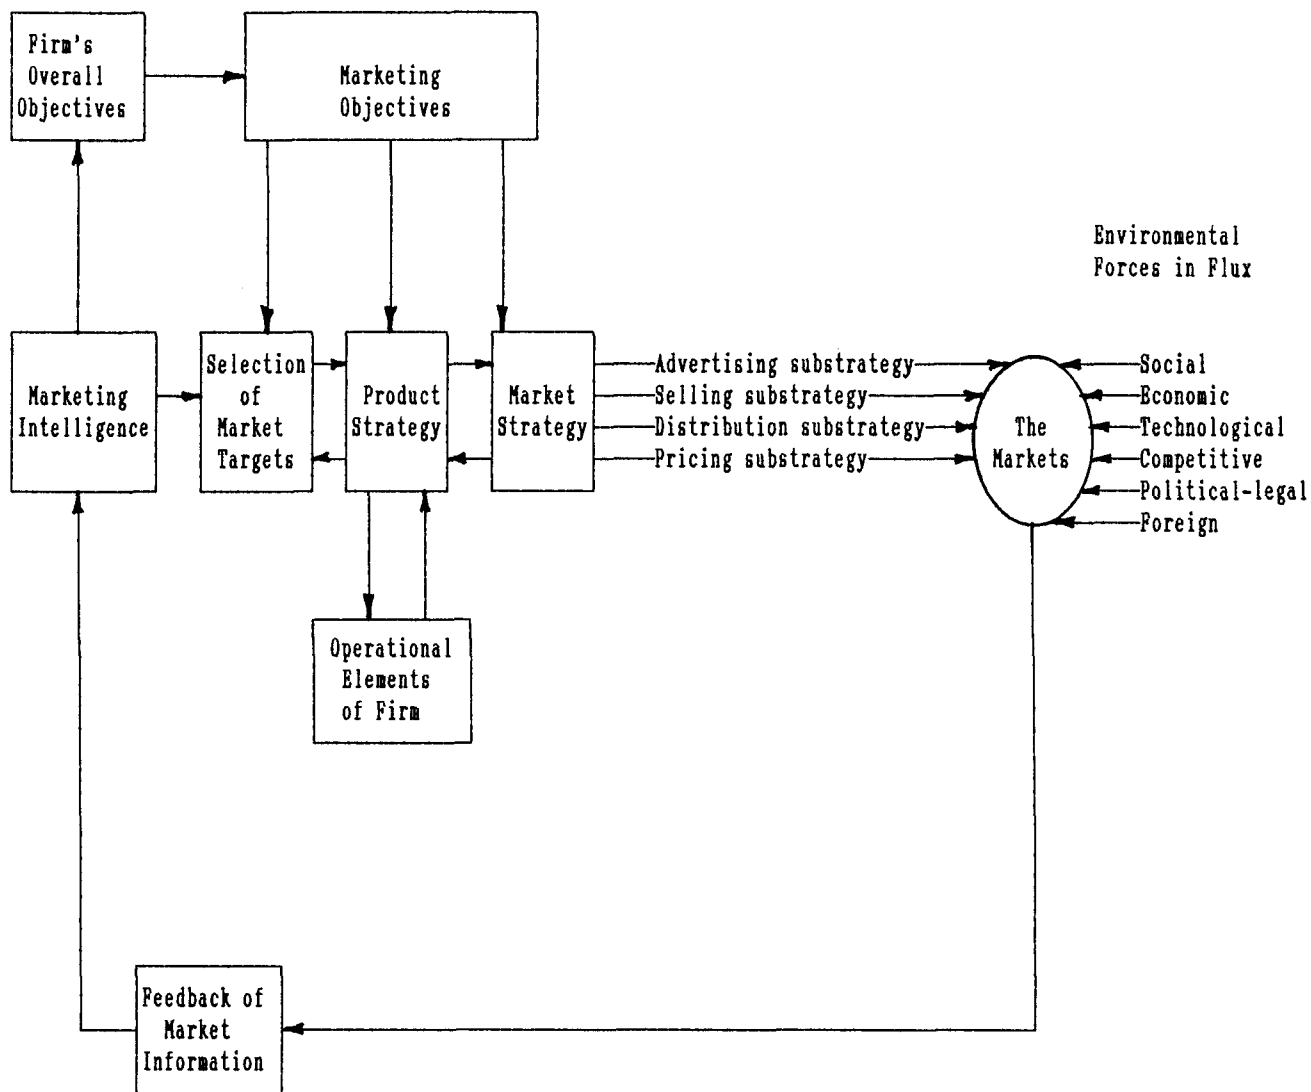 Firm's
Overall
Objectives
Marketing
Objectives
Environmental
Forces in Flux
Marketing
Intelligence
Selection
of
Market
Targets
Product
Strategy
Market
Strategy
Advertising substrategy
Selling substrategy
Distribution substrategy
Pricing substrategy
The
Markets
Social
Economic
Technological
Competitive
Political-legal
Foreign
Operational
Elements
of Firm
Feedback of
Market
Information